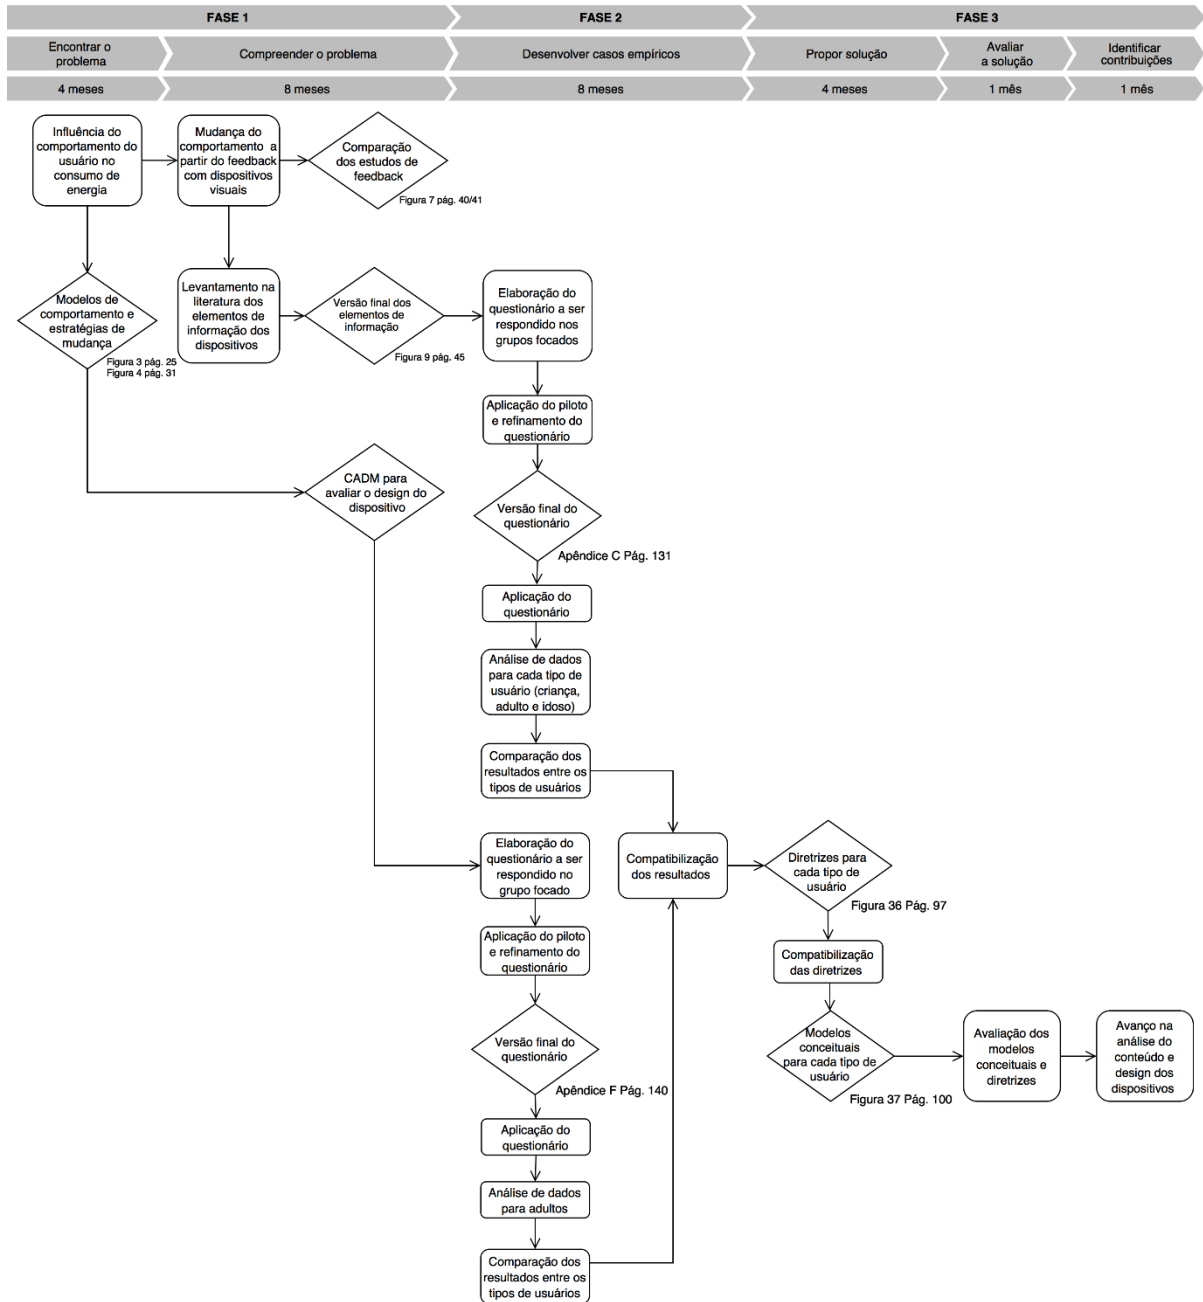 FASE 1
FASE 2
FASE 3
Encontrar o
problema
Compreender o problema
Desenvolver casos empíricos
Propor solução
Avaliar
a solução
Identificar
contribuições
4 meses
8 meses
8 meses
4 meses
1 mês
1 mês
Influência do
comportamento do
usuário no
consumo de
energia
Mudança do
comportamento a
partir do feedback
com dispositivos
visuais
Comparação
dos estudos de
feedback
Figura 7 pág. 40/41
Modelos de
comportamento e
estratégias de
mudança
Figura 3 pág. 25
Figura 4 pág. 31
Levantamento na
literatura dos
elementos de
informação dos
dispositivos
Versão final dos
elementos de
informação
Figura 9 pág. 45
Elaboração do
questionário a ser
respondido nos
grupos focados
Aplicação do piloto
e refinamento do
questionário
CADM para
avaliar o design do
dispositivo
Versão final do
questionário
Apêndice C Pág. 131
Aplicação do
questionário
Análise de dados
para cada tipo de
usuário (criança,
adulto e idoso)
Comparação dos
resultados entre os
tipos de usuários
Elaboração do
questionário a ser
respondido no
grupo focado
Compatibilização
dos resultados
Diretrizes para
cada tipo de
usuário
Figura 36 Pág. 97
Aplicação do piloto
e refinamento do
questionário
Compatibilização
das diretrizes
Versão final do
questionário
Apêndice F Pág. 140
Modelos
conceituais
para cada tipo de
usuário
Figura 37 Pág. 100
Avaliação dos
modelos
conceituais e
diretrizes
Avanço na
análise do
conteúdo e
design dos
dispositivos
Aplicação do
questionário
Análise de dados
para adultos
Comparação dos
resultados entre os
tipos de usuários